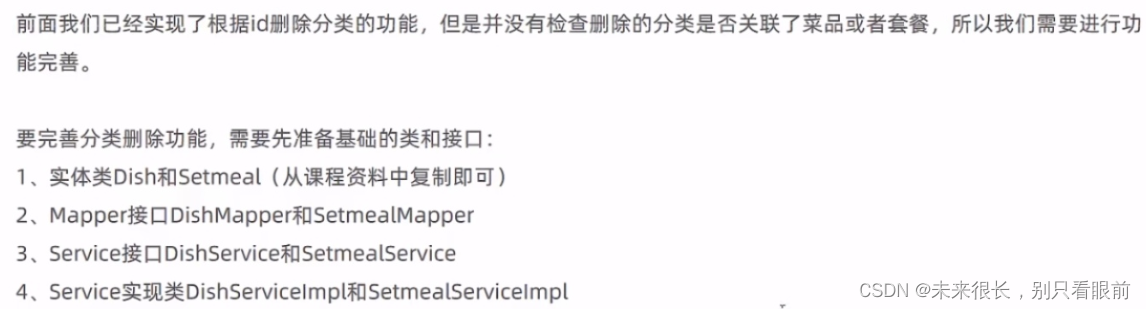 前面我们已经实现了根据id删除分类的功能，但是并没有检查删除的分类是否关联了菜品或者套餐，所以我们需要进行功
能完善。
要完善分类删除功能，需要先准备基础的类和接口：
1、实体类Dish和Setmeal（从课程资料中复制即可）
2、Mapper接口DishMapper和SetmealMapper
3、Service接口DishService和SetmealService
4、Service实现类DishServiceImpl和SetmealServiceImpl
CSDN @未来很长，别只看眼前